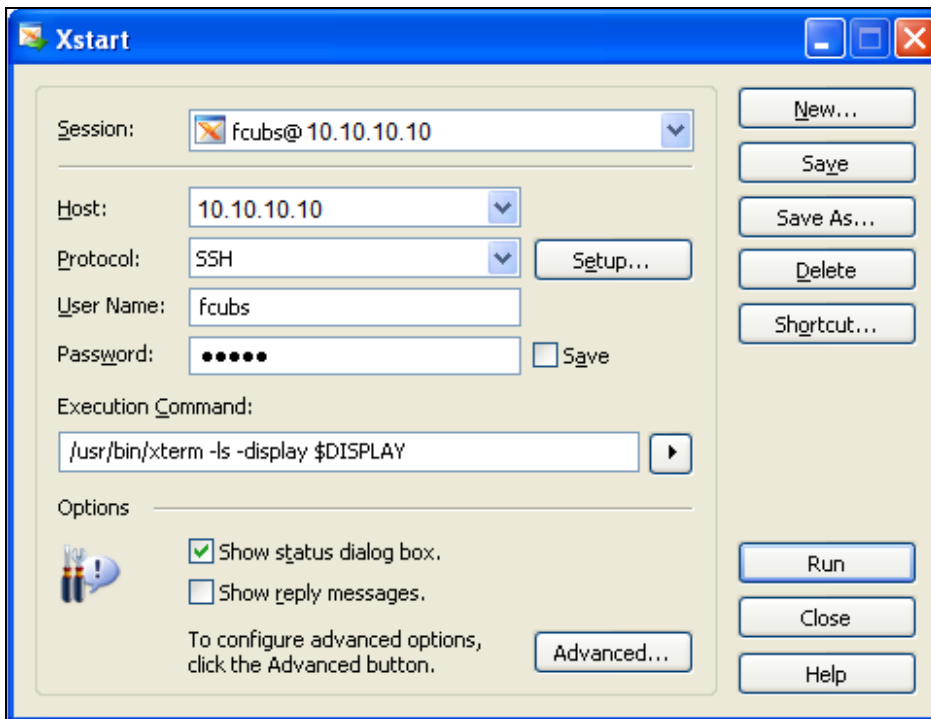 Xstart
Session: fcubs@ 10.10.10.10
New...
Save
Host: 10.10.10.10
Save As...
Protocol: SSH Setup...
Delete
User Name: fcubs
Shortcut...
Password: ••••• Save
Execution Command:
/usr/bin/xterm -ls -display $DISPLAY
Options
Show status dialog box.
Show reply messages.
To configure advanced options,
click the Advanced button.
Advanced...
Run
Close
Help